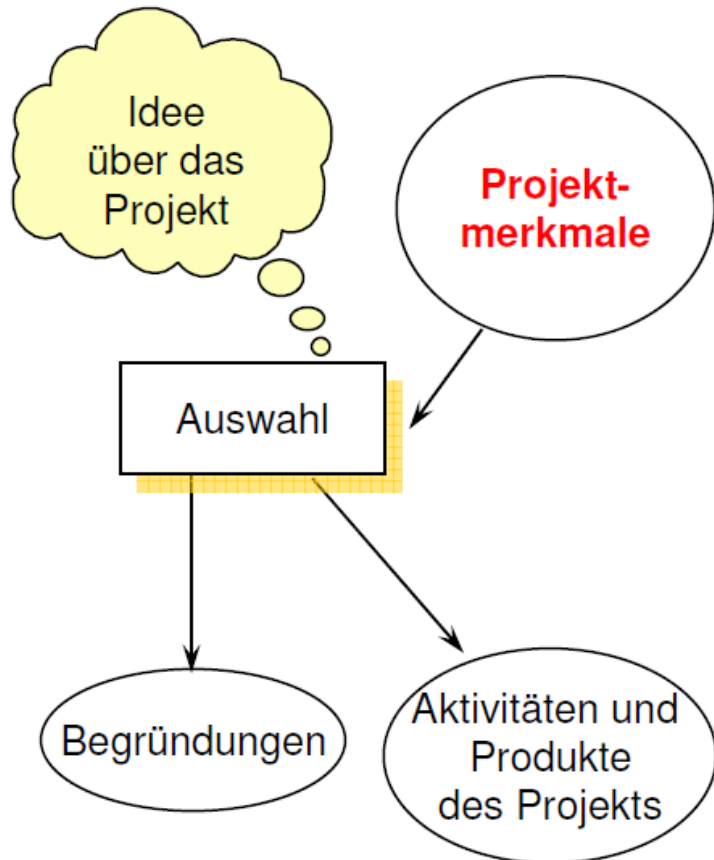 Idee
über das
Projekt
Projekt-
merkmale
Auswahl
Begründungen
Aktivitäten und
Produkte
des Projekts